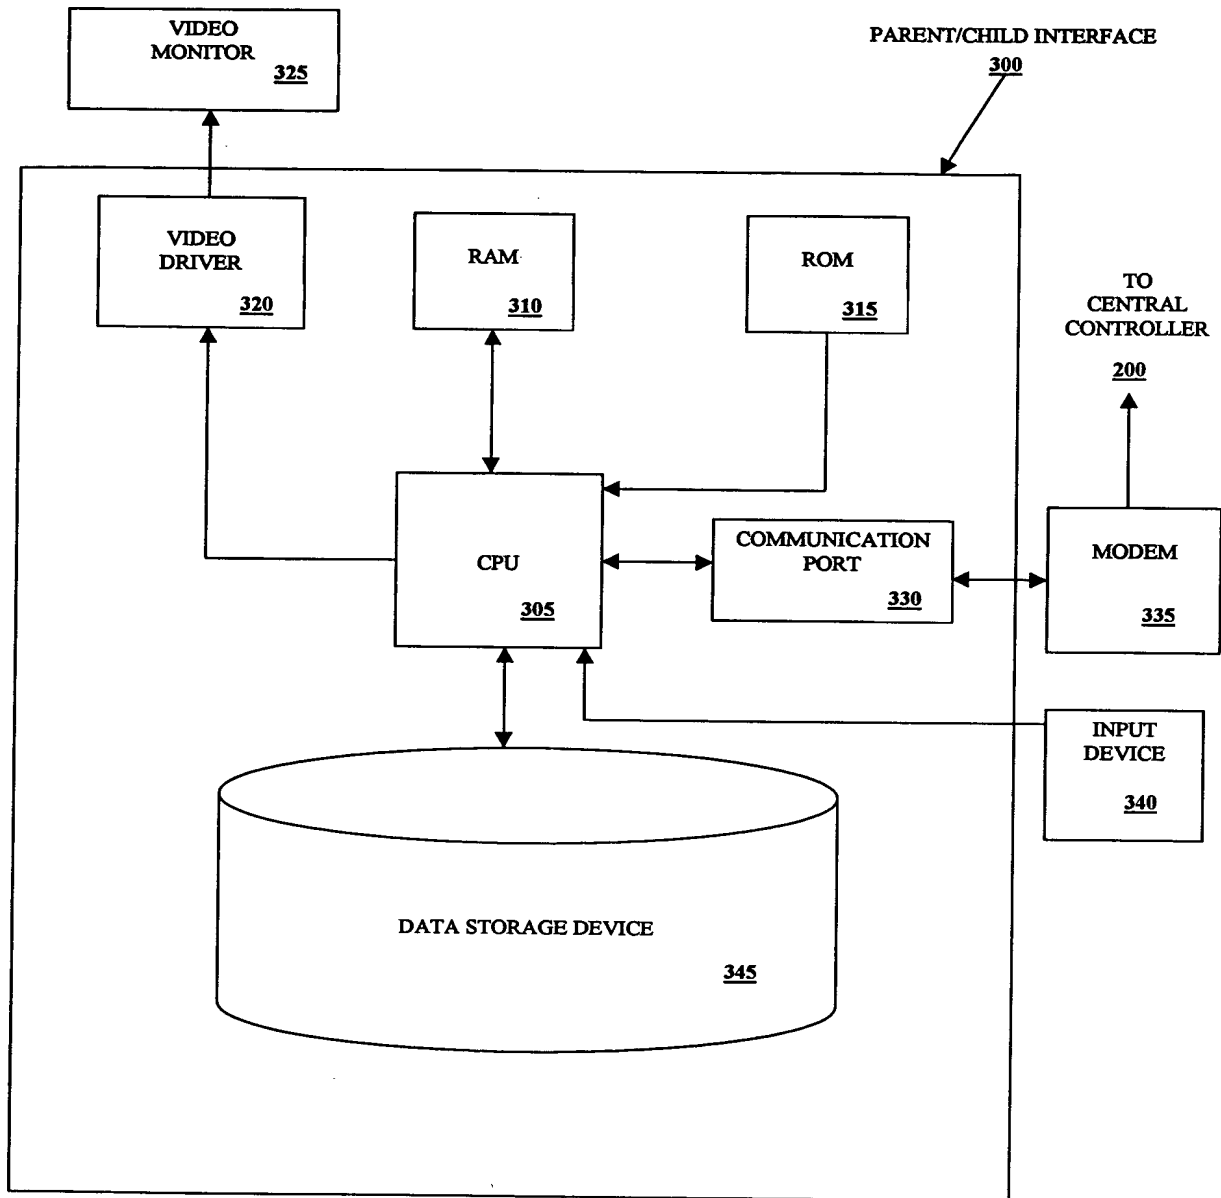 VIDEO
MONITOR
325
PARENT/CHILD INTERFACE
300
VIDEO
DRIVER
320
RAM
310
ROM
315
TO
CENTRAL
CONTROLLER
200
CPU
305
COMMUNICATION
PORT
330
MODEM
335
INPUT
DEVICE
340
DATA STORAGE DEVICE
345